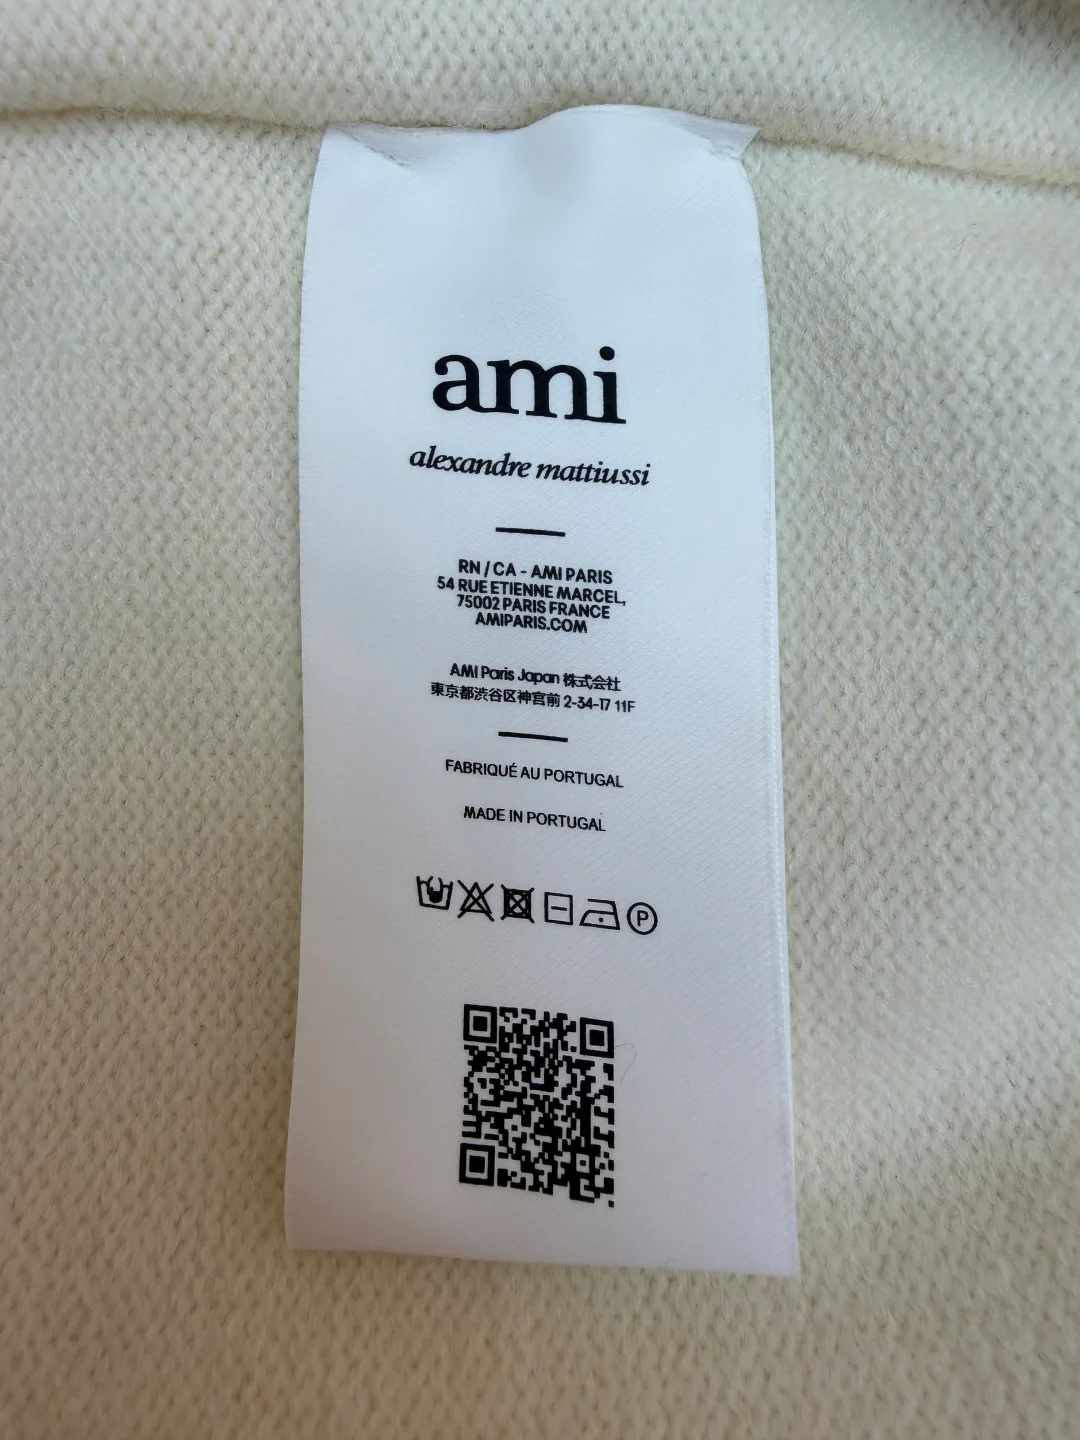 ami
alexandre mattiussi
RN / CA - AMI PARIS
54 RUE ETIENNE MARCEL,
75002 PARIS FRANCE
AMIPARIS.COM
AMI Paris Japan 株式会社
東京都渋谷区神宮前 2-34-17 11F
FABRIQUÉ AU PORTUGAL
MADE IN PORTUGAL
P